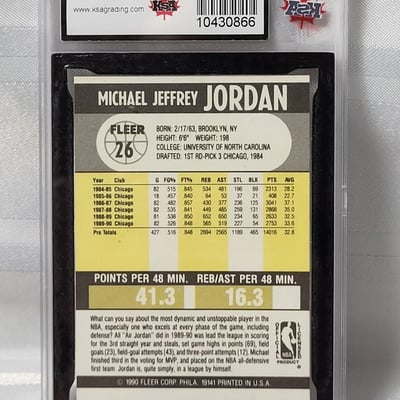 www.ksagrading.com
KSA
10430866
KSA
MICHAEL JEFFREY JORDAN
FLEER
26
BORN: 2/17/63, BROOKLYN, NY
HEIGHT: 6'6" WEIGHT: 198
COLLEGE: UNIVERSITY OF NORTH CAROLINA
DRAFTED: 1ST RD-PICK 3 CHICAGO, 1984
Year Club G FG% FT% REB AST STL BLK PTS AVG
1984-85 Chicago 82 515 845 534 481 196 69 2313 28.2
1985-86 Chicago 18 457 840 64 53 37 21 408 22.7
1986-87 Chicago 82 482 857 430 377 236 125 3041 37.1
1987-88 Chicago 82 535 841 449 485 259 131 2868 35.0
1988-89 Chicago 81 538 850 652 650 234 65 2633 32.5
1989-90 Chicago 82 526 848 565 519 227 54 2753 33.6
Pro Totals 427 516 848 2694 2565 1189 465 14016 32.8
POINTS PER 48 MIN. REB/AST PER 48 MIN.
41.3 16.3
What can you say about the most dynamic and unstoppable player in the
NBA, especially one who excels at every phase of the game, including
defense? All "Air Jordan" did in 1989-90 was lead the league in scoring
for the 3rd straight year and steals, set game highs in points (69), field
goals (23), field-goal attempts (43), and three-point attempts (12). Michael
finished third in the voting for MVP, and was placed on the NBA all-
defensive first team. Jordan is, quite simply, in a league by himself.
OFFICIAL
NBA
PRODUCT
LICENSED
© 1990 FLEER CORP. PHILA. 19141 PRINTED IN U.S.A.